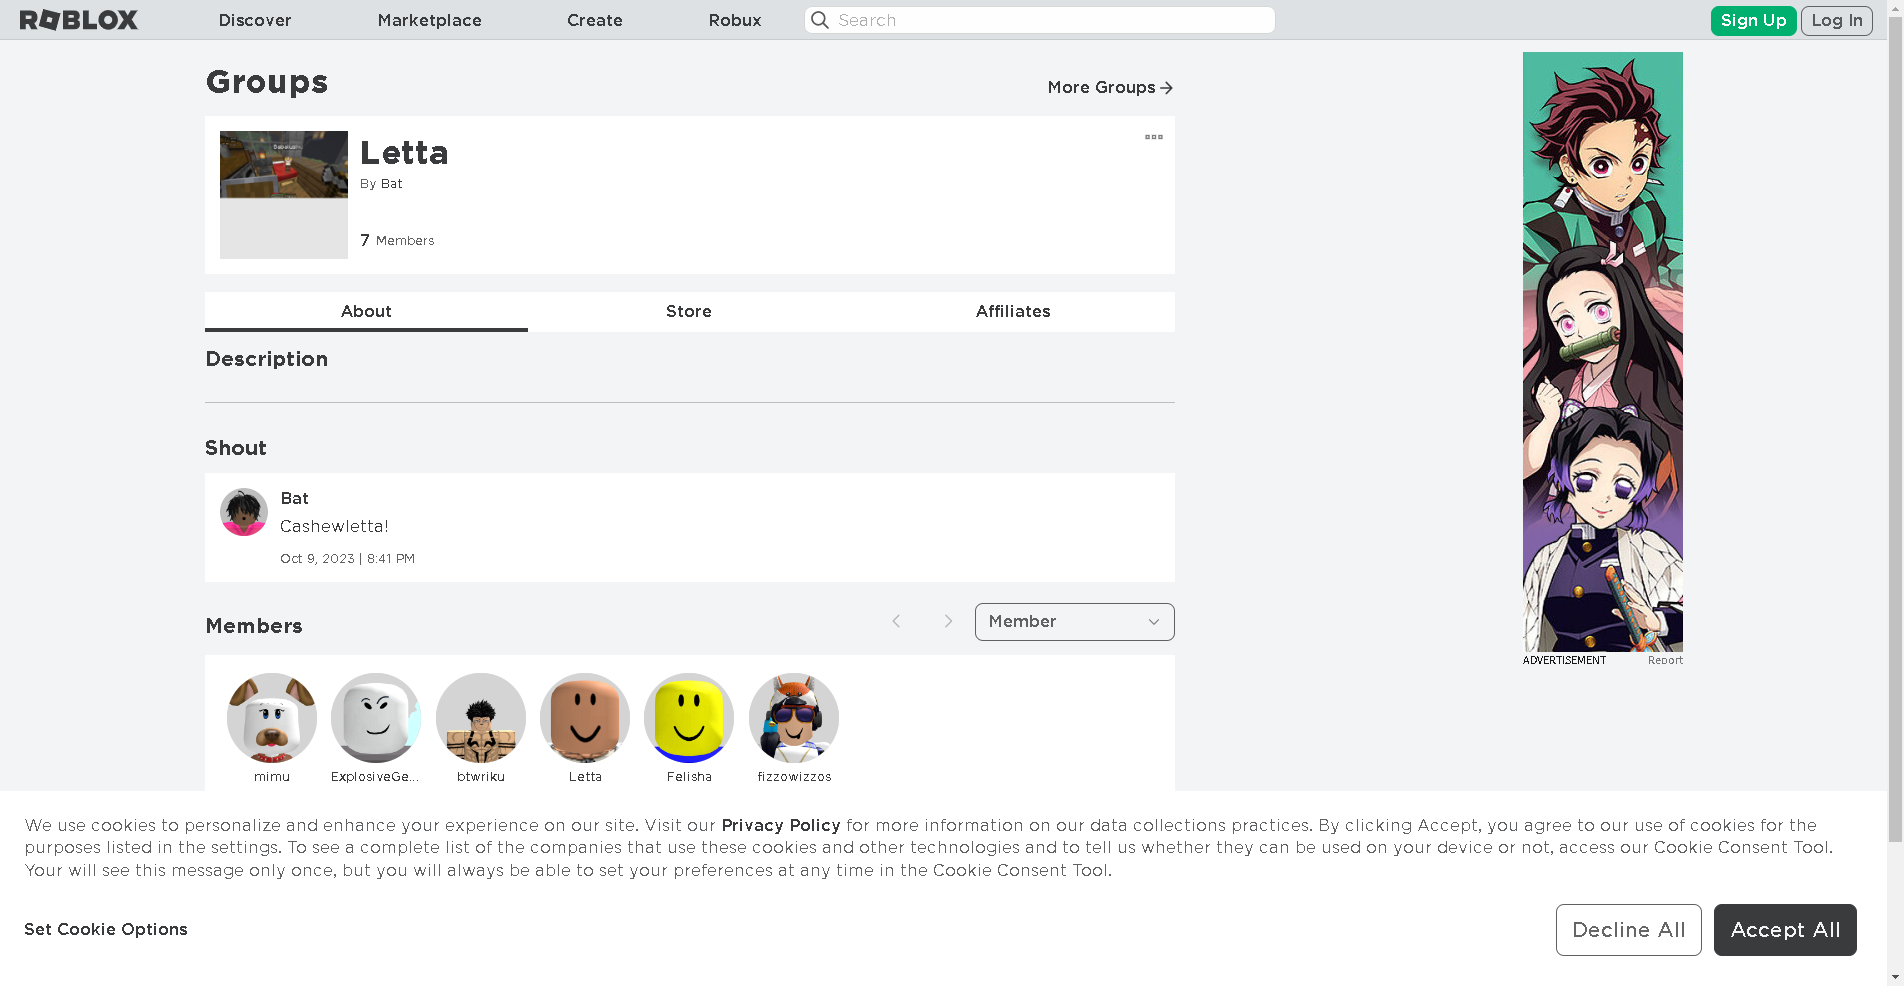 ROBLOX
Discover
Marketplace
Create
Robux
Search
Sign Up
Log In
Groups
More Groups
Letta
By Bat
7 Members
About
Store
Affiliates
Description
Shout
Bat
Cashewletta!
Oct 9, 2023 | 8:41 PM
Members
Member
mimu
ExplosiveGe...
btwriku
Letta
Felisha
fizzowizzos
ADVERTISEMENT
Report
We use cookies to personalize and enhance your experience on our site. Visit our Privacy Policy for more information on our data collections practices. By clicking Accept, you agree to our use of cookies for the
purposes listed in the settings. To see a complete list of the companies that use these cookies and other technologies and to tell us whether they can be used on your device or not, access our Cookie Consent Tool.
Your will see this message only once, but you will always be able to set your preferences at any time in the Cookie Consent Tool.
Set Cookie Options
Decline All
Accept All